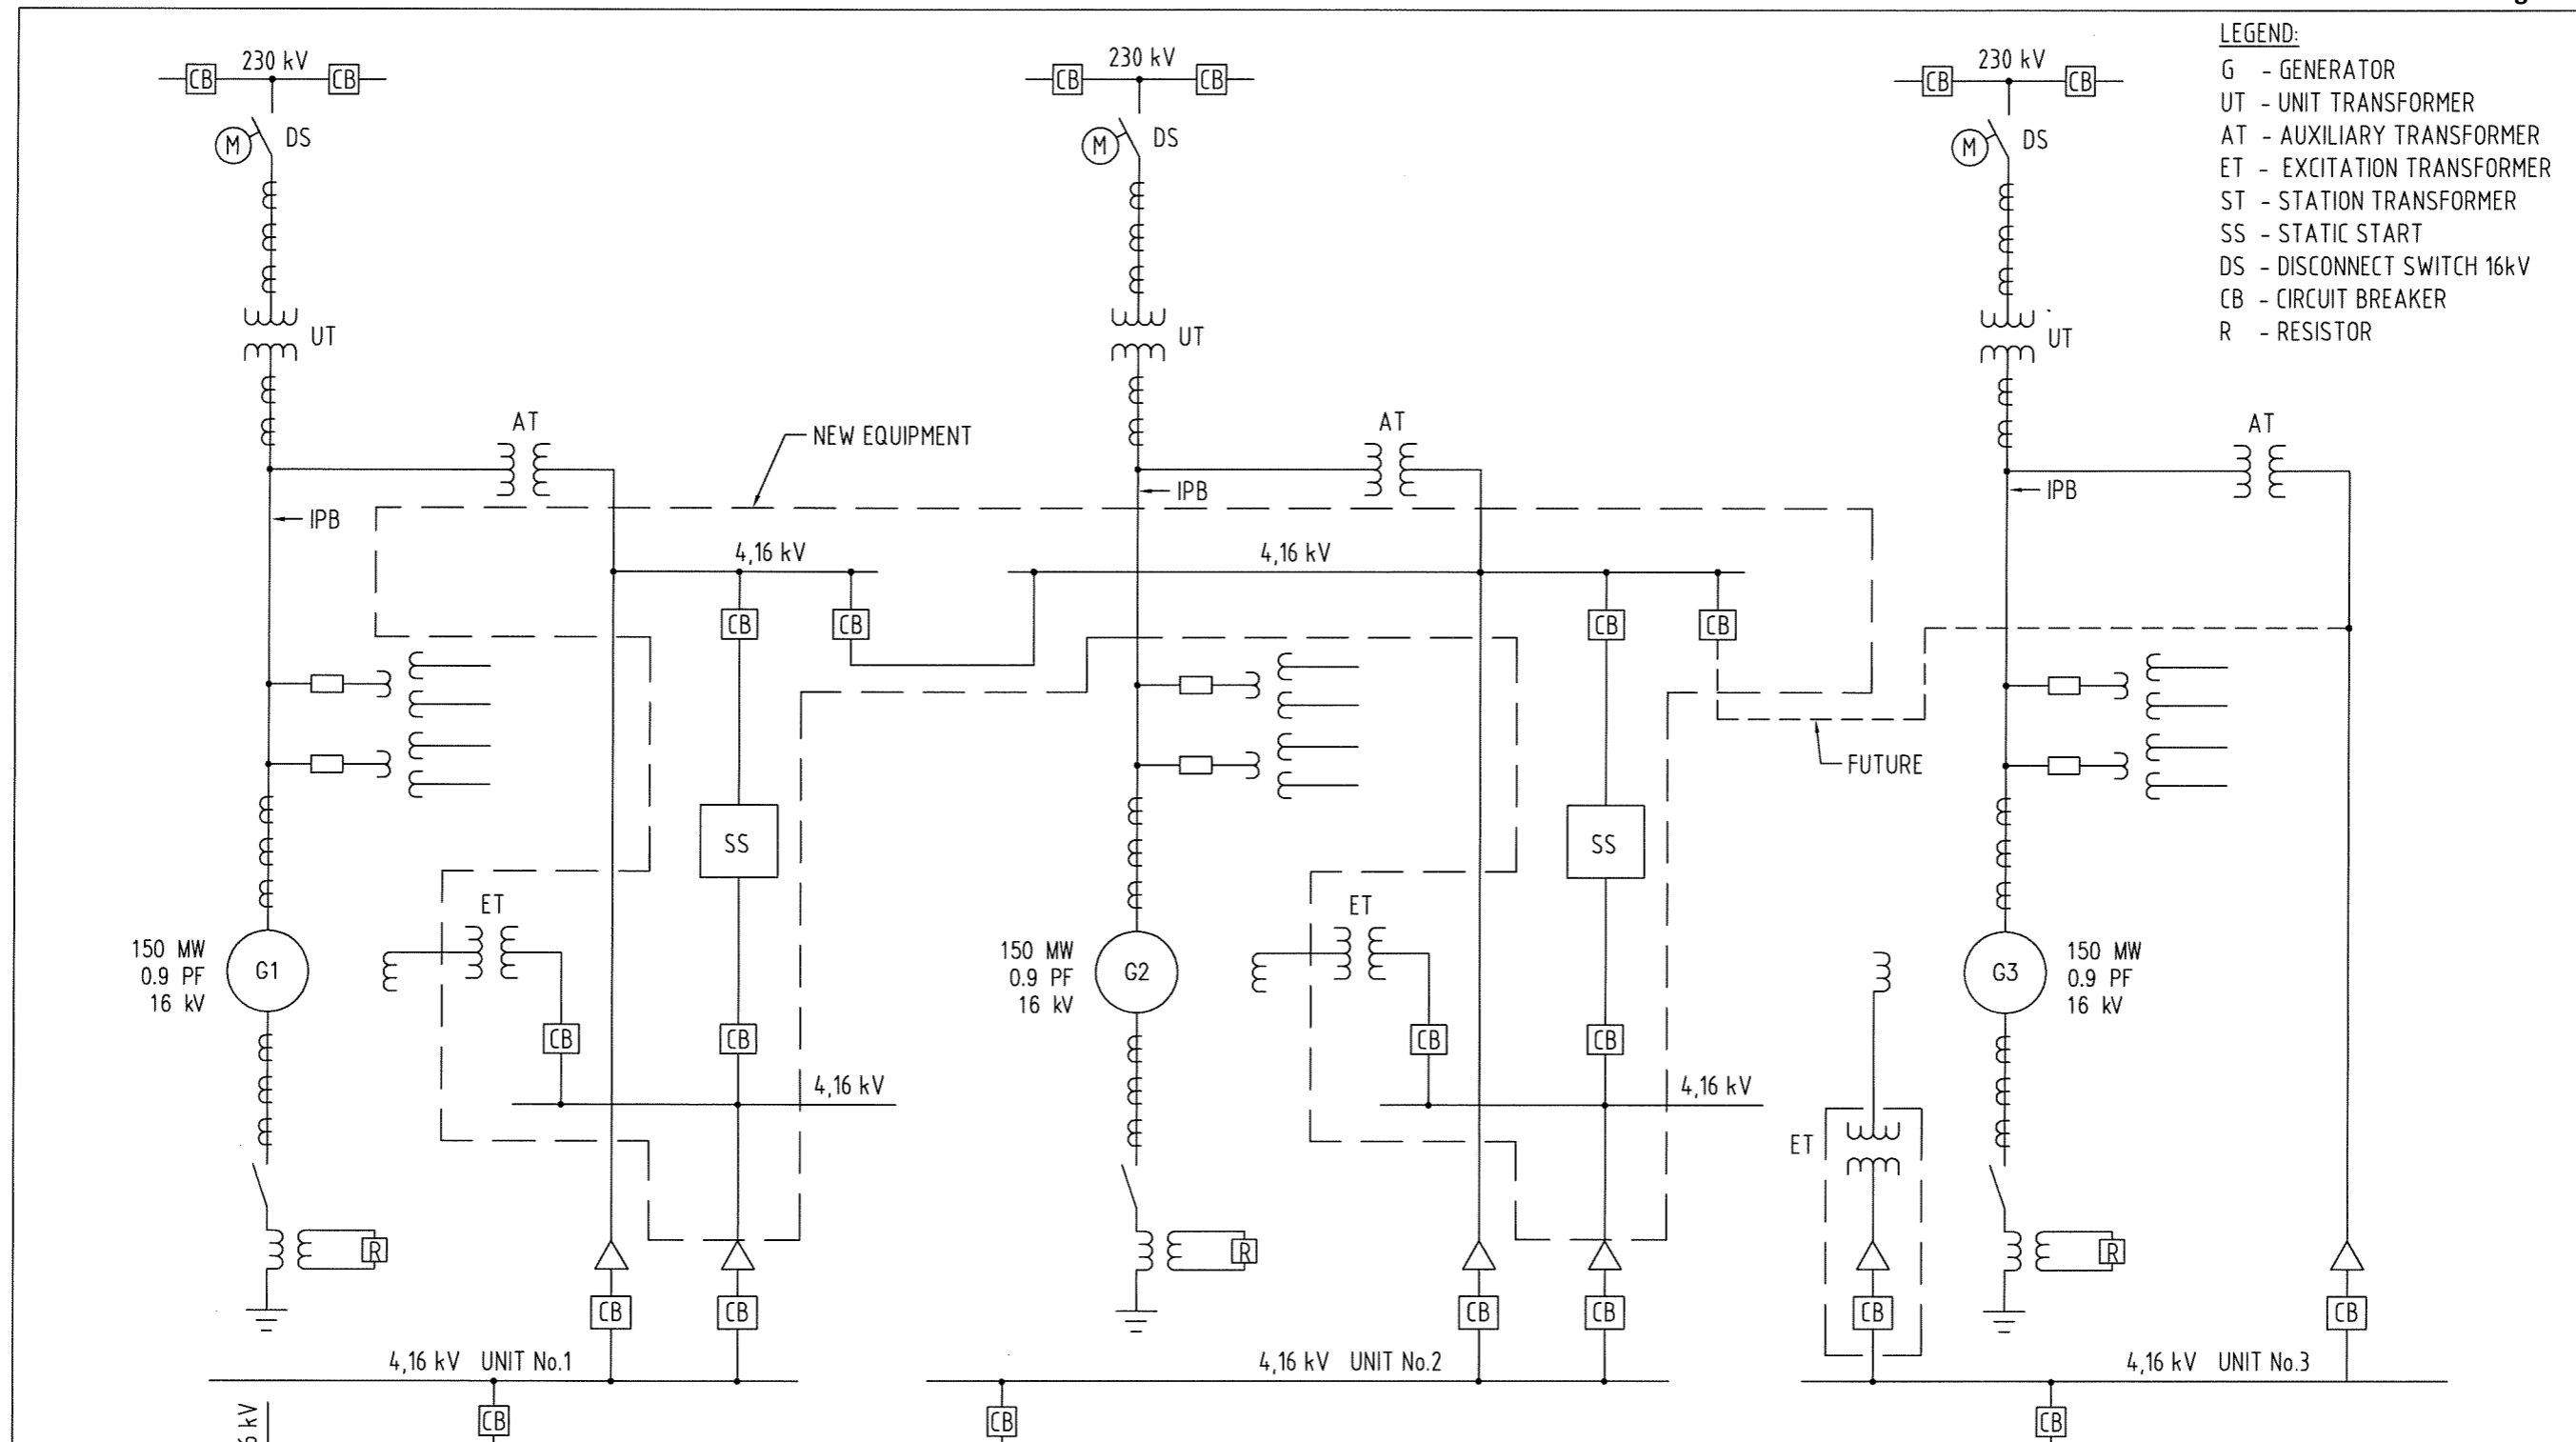 230 kV
CB
CB
M
DS
UT
AT
IPB
NEW EQUIPMENT
4,16 kV
CB
CB
SS
ET
150 MW
0.9 PF
16 kV
G1
CB
CB
4,16 kV
R
CB
CB
4,16 kV UNIT No.1
CB
230 kV
CB
CB
M
DS
UT
AT
IPB
4,16 kV
CB
CB
SS
FUTURE
ET
150 MW
0.9 PF
16 kV
G2
CB
CB
4,16 kV
R
CB
CB
4,16 kV UNIT No.2
CB
230 kV
CB
CB
M
DS
UT
AT
IPB
G3
150 MW
0.9 PF
16 kV
ET
R
CB
CB
4,16 kV UNIT No.3
CB
LEGEND:
G - GENERATOR
UT - UNIT TRANSFORMER
AT - AUXILIARY TRANSFORMER
ET - EXCITATION TRANSFORMER
ST - STATION TRANSFORMER
SS - STATIC START
DS - DISCONNECT SWITCH 16kV
CB - CIRCUIT BREAKER
R - RESISTOR